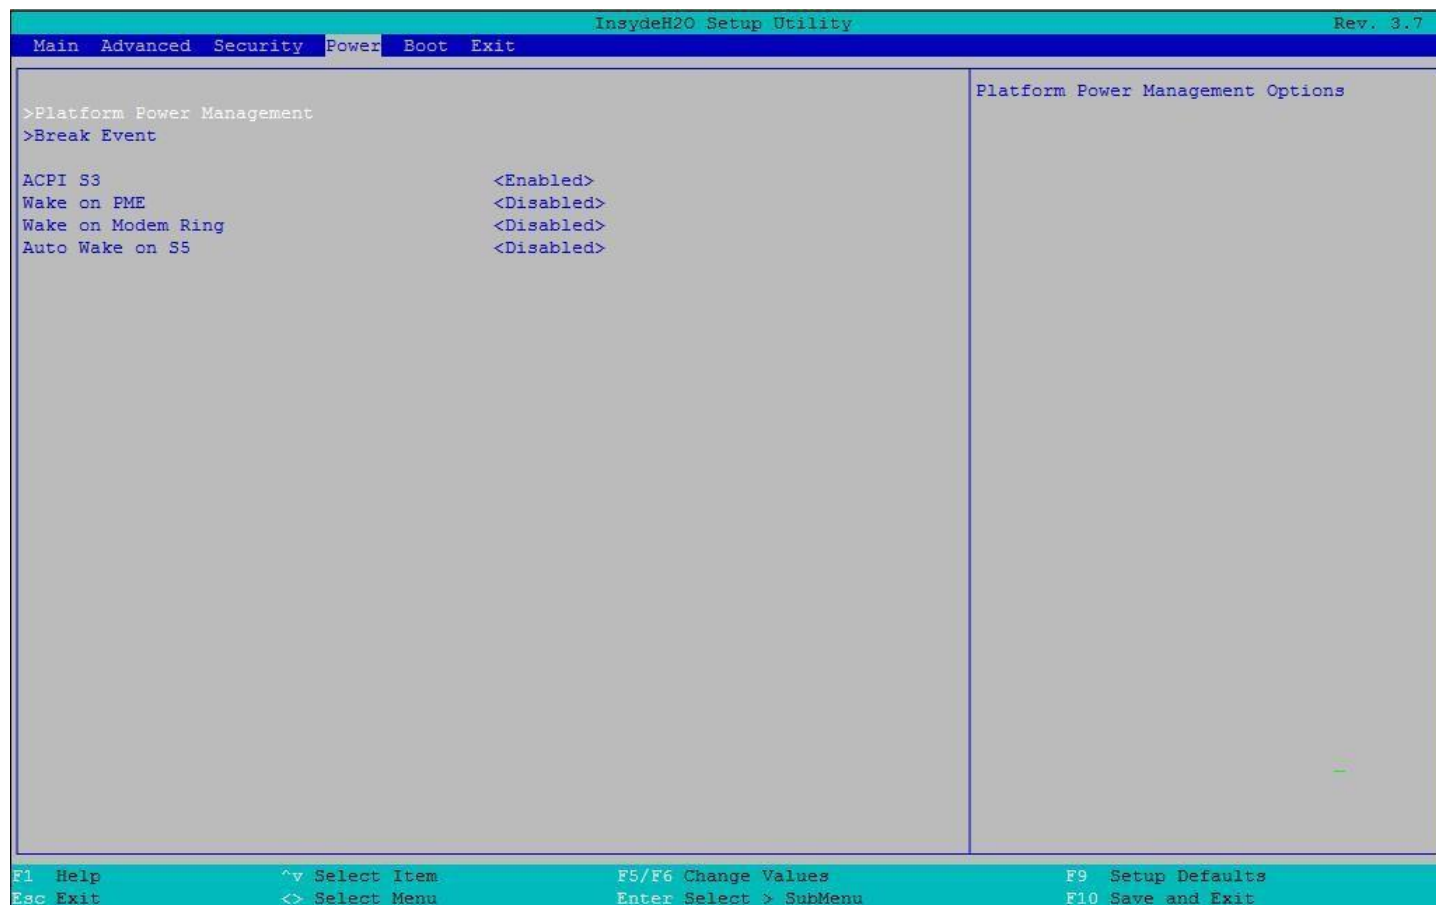 InsydeH2O Setup Utility Rev. 3.7
Main Advanced Security Power Boot Exit
Platform Power Management Options
>Platform Power Management
>Break Event
ACPI S3 <Enabled>
Wake on PME <Disabled>
Wake on Modem Ring <Disabled>
Auto Wake on S5 <Disabled>
F1 Help ^v Select Item F5/F6 Change Values F9 Setup Defaults
Esc Exit <> Select Menu Enter Select > SubMenu F10 Save and Exit